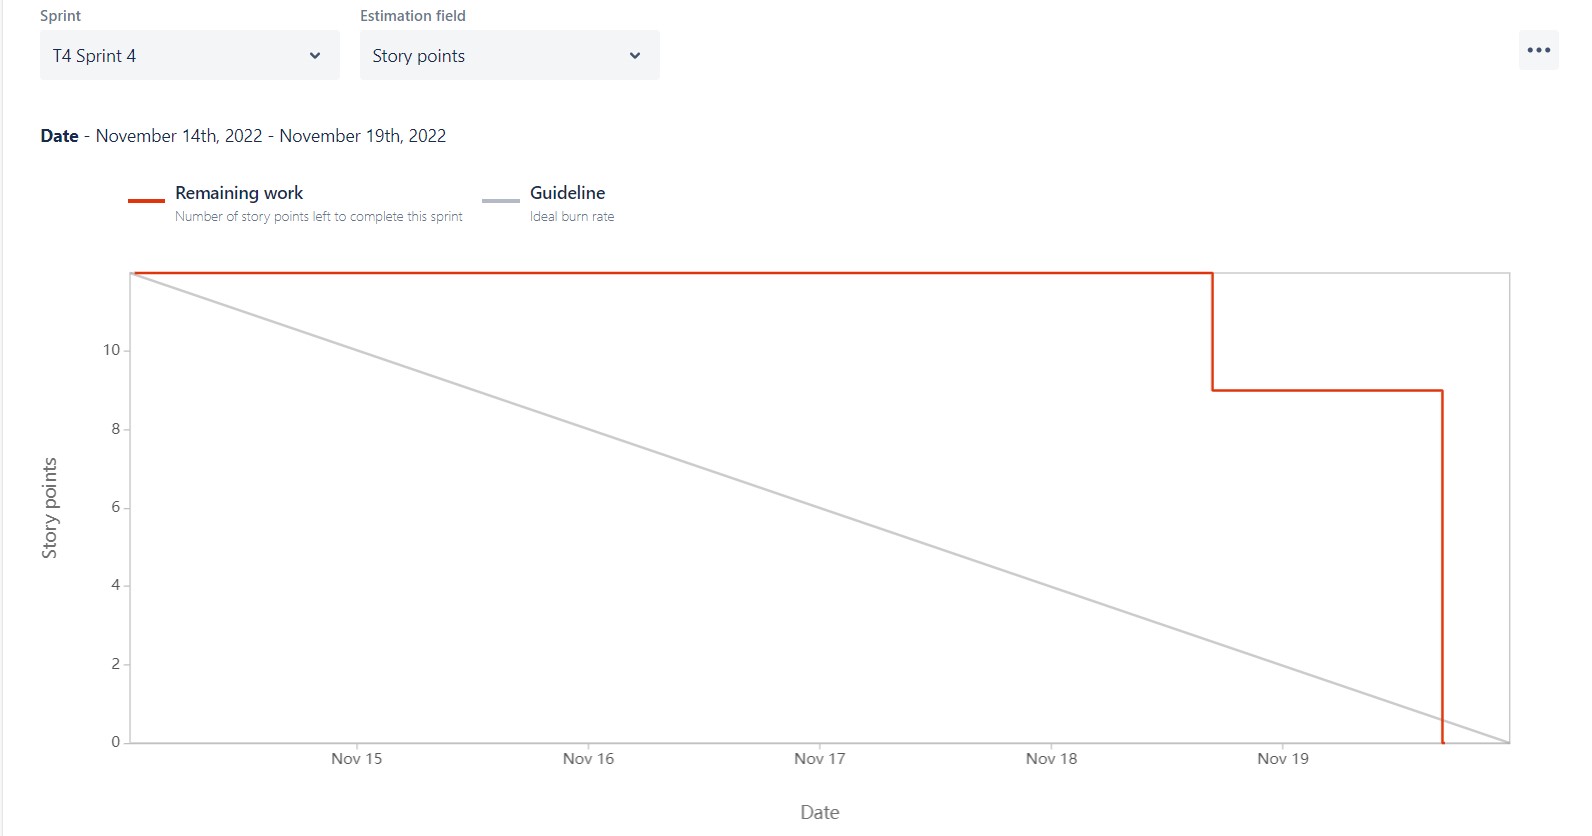 Sprint
Estimation field
T4 Sprint 4
Story points
Date - November 14th, 2022 - November 19th, 2022
Remaining work
Number of story points left to complete this sprint
Guideline
Ideal burn rate
Story points
10
8
6
4
2
0
Nov 15
Nov 16
Nov 17
Nov 18
Nov 19
Date